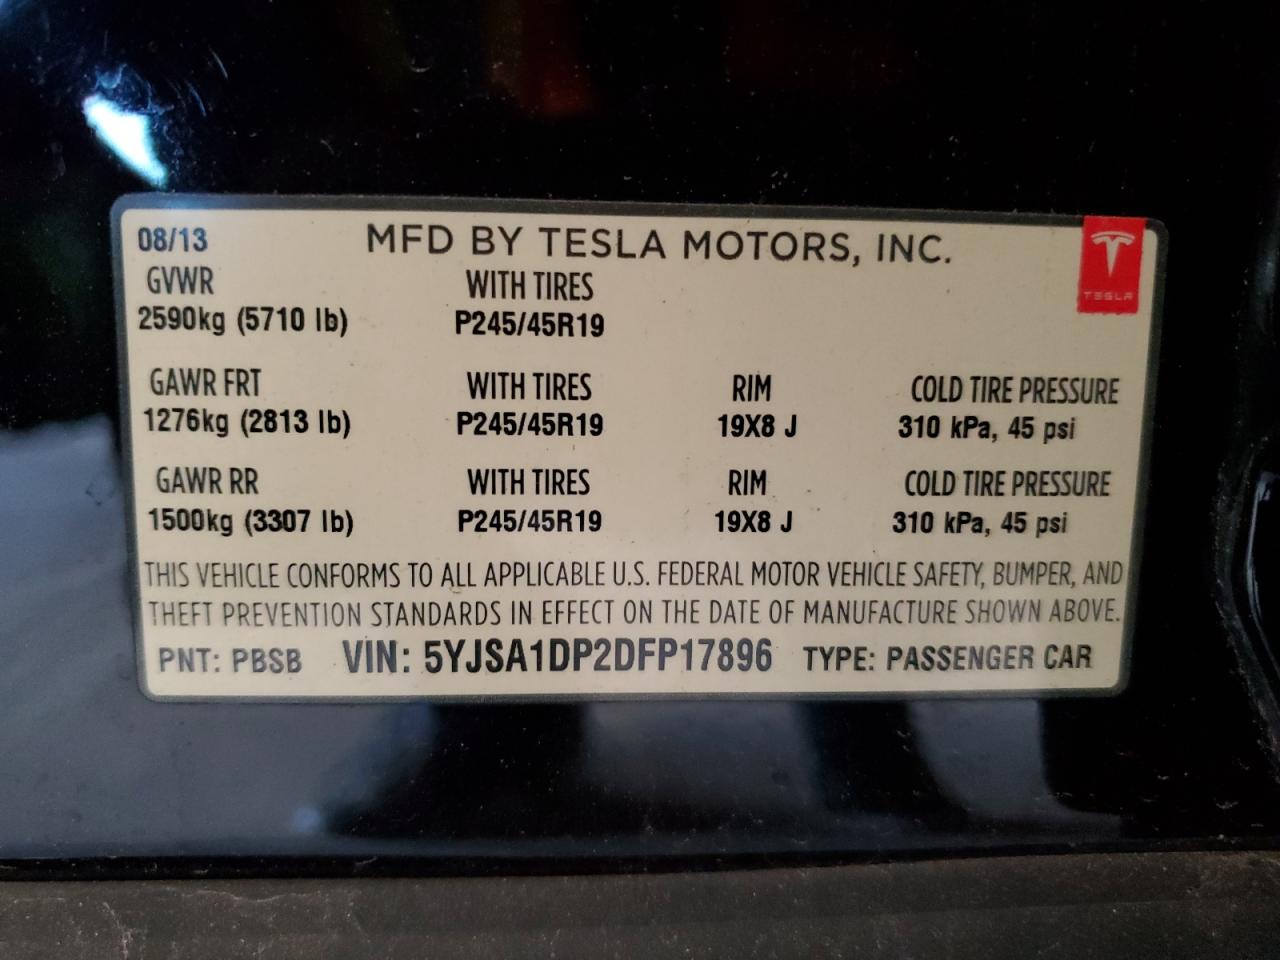 08/13 MFD BY TESLA MOTORS, INC.
GVWR WITH TIRES
2590kg (5710 lb) P245/45R19
TESLA
GAWR FRT WITH TIRES RIM COLD TIRE PRESSURE
1276kg (2813 lb) P245/45R19 19X8 J 310 kPa, 45 psi
GAWR RR WITH TIRES RIM COLD TIRE PRESSURE
1500kg (3307 lb) P245/45R19 19X8 J 310 kPa, 45 psi
THIS VEHICLE CONFORMS TO ALL APPLICABLE U.S. FEDERAL MOTOR VEHICLE SAFETY, BUMPER, AND
THEFT PREVENTION STANDARDS IN EFFECT ON THE DATE OF MANUFACTURE SHOWN ABOVE.
PNT: PBSB VIN: 5YJSA1DP2DFP17896 TYPE: PASSENGER CAR